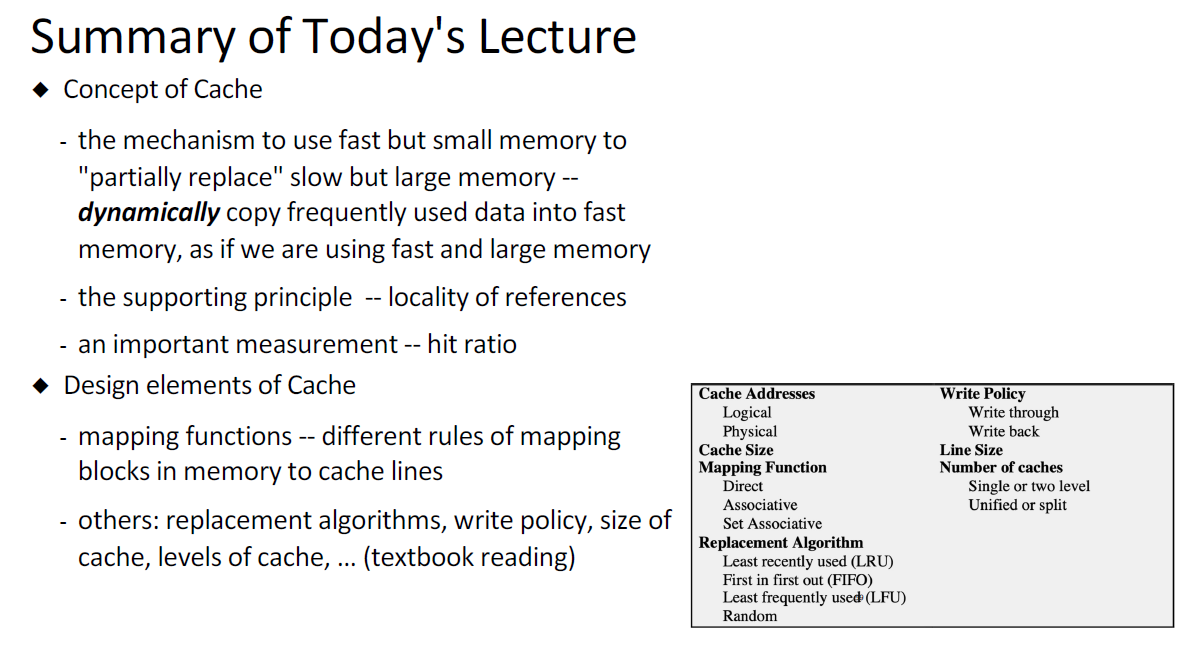 Summary of Today's Lecture
◆ Concept of Cache
- the mechanism to use fast but small memory to
"partially replace" slow but large memory --
dynamically copy frequently used data into fast
memory, as if we are using fast and large memory
- the supporting principle -- locality of references
- an important measurement -- hit ratio
◆ Design elements of Cache
- mapping functions -- different rules of mapping
blocks in memory to cache lines
- others: replacement algorithms, write policy, size of
cache, levels of cache, ... (textbook reading)
Cache Addresses
Logical
Physical
Cache Size
Mapping Function
Direct
Associative
Set Associative
Replacement Algorithm
Least recently used (LRU)
First in first out (FIFO)
Least frequently used (LFU)
Random
Write Policy
Write through
Write back
Line Size
Number of caches
Single or two level
Unified or split